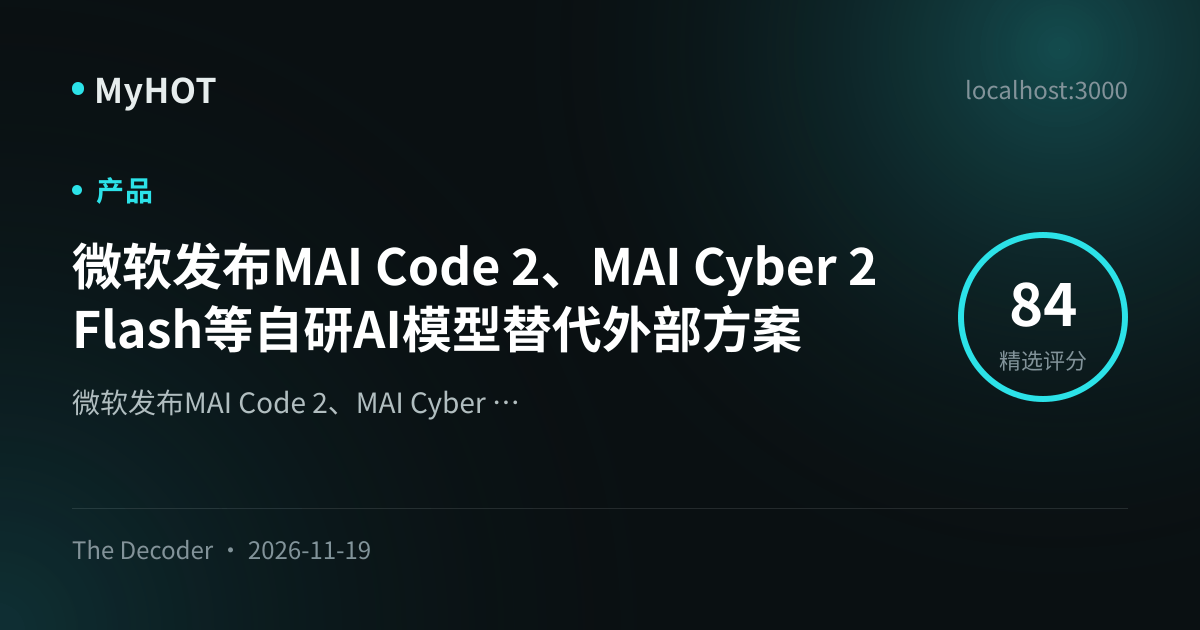 MyHOT
localhost:3000
产品
微软发布MAI Code 2、MAI Cyber 2
Flash等自研AI模型替代外部方案
84
精选评分
微软发布MAI Code 2、MAI Cyber …
The Decoder · 2026-11-19